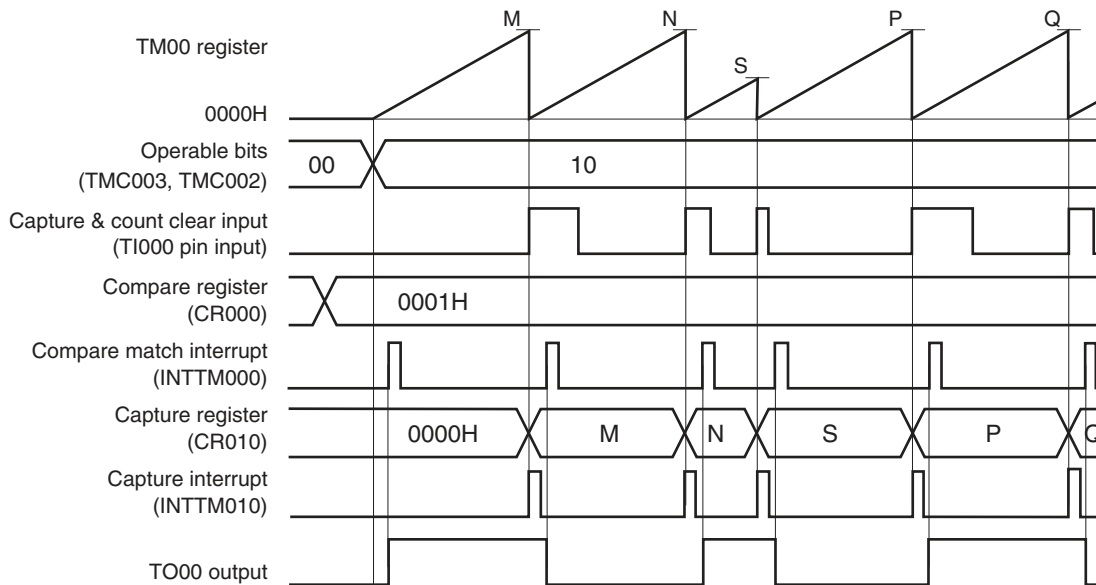 M N P Q
S
TM00 register
0000H
Operable bits
(TMC003, TMC002)
00 10
Capture & count clear input
(TI000 pin input)
Compare register
(CR000)
0001H
Compare match interrupt
(INTTM000)
Capture register
(CR010)
0000H M N S P Q
Capture interrupt
(INTTM010)
TO00 output